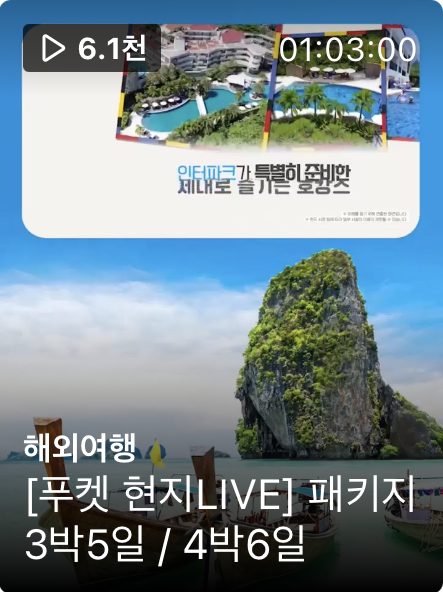 6.1천
01:03:00
인터파크가 특별히 준비한
제대로 즐기는 호캉스
해외여행
[푸켓 현지LIVE] 패키지
3박5일 / 4박6일